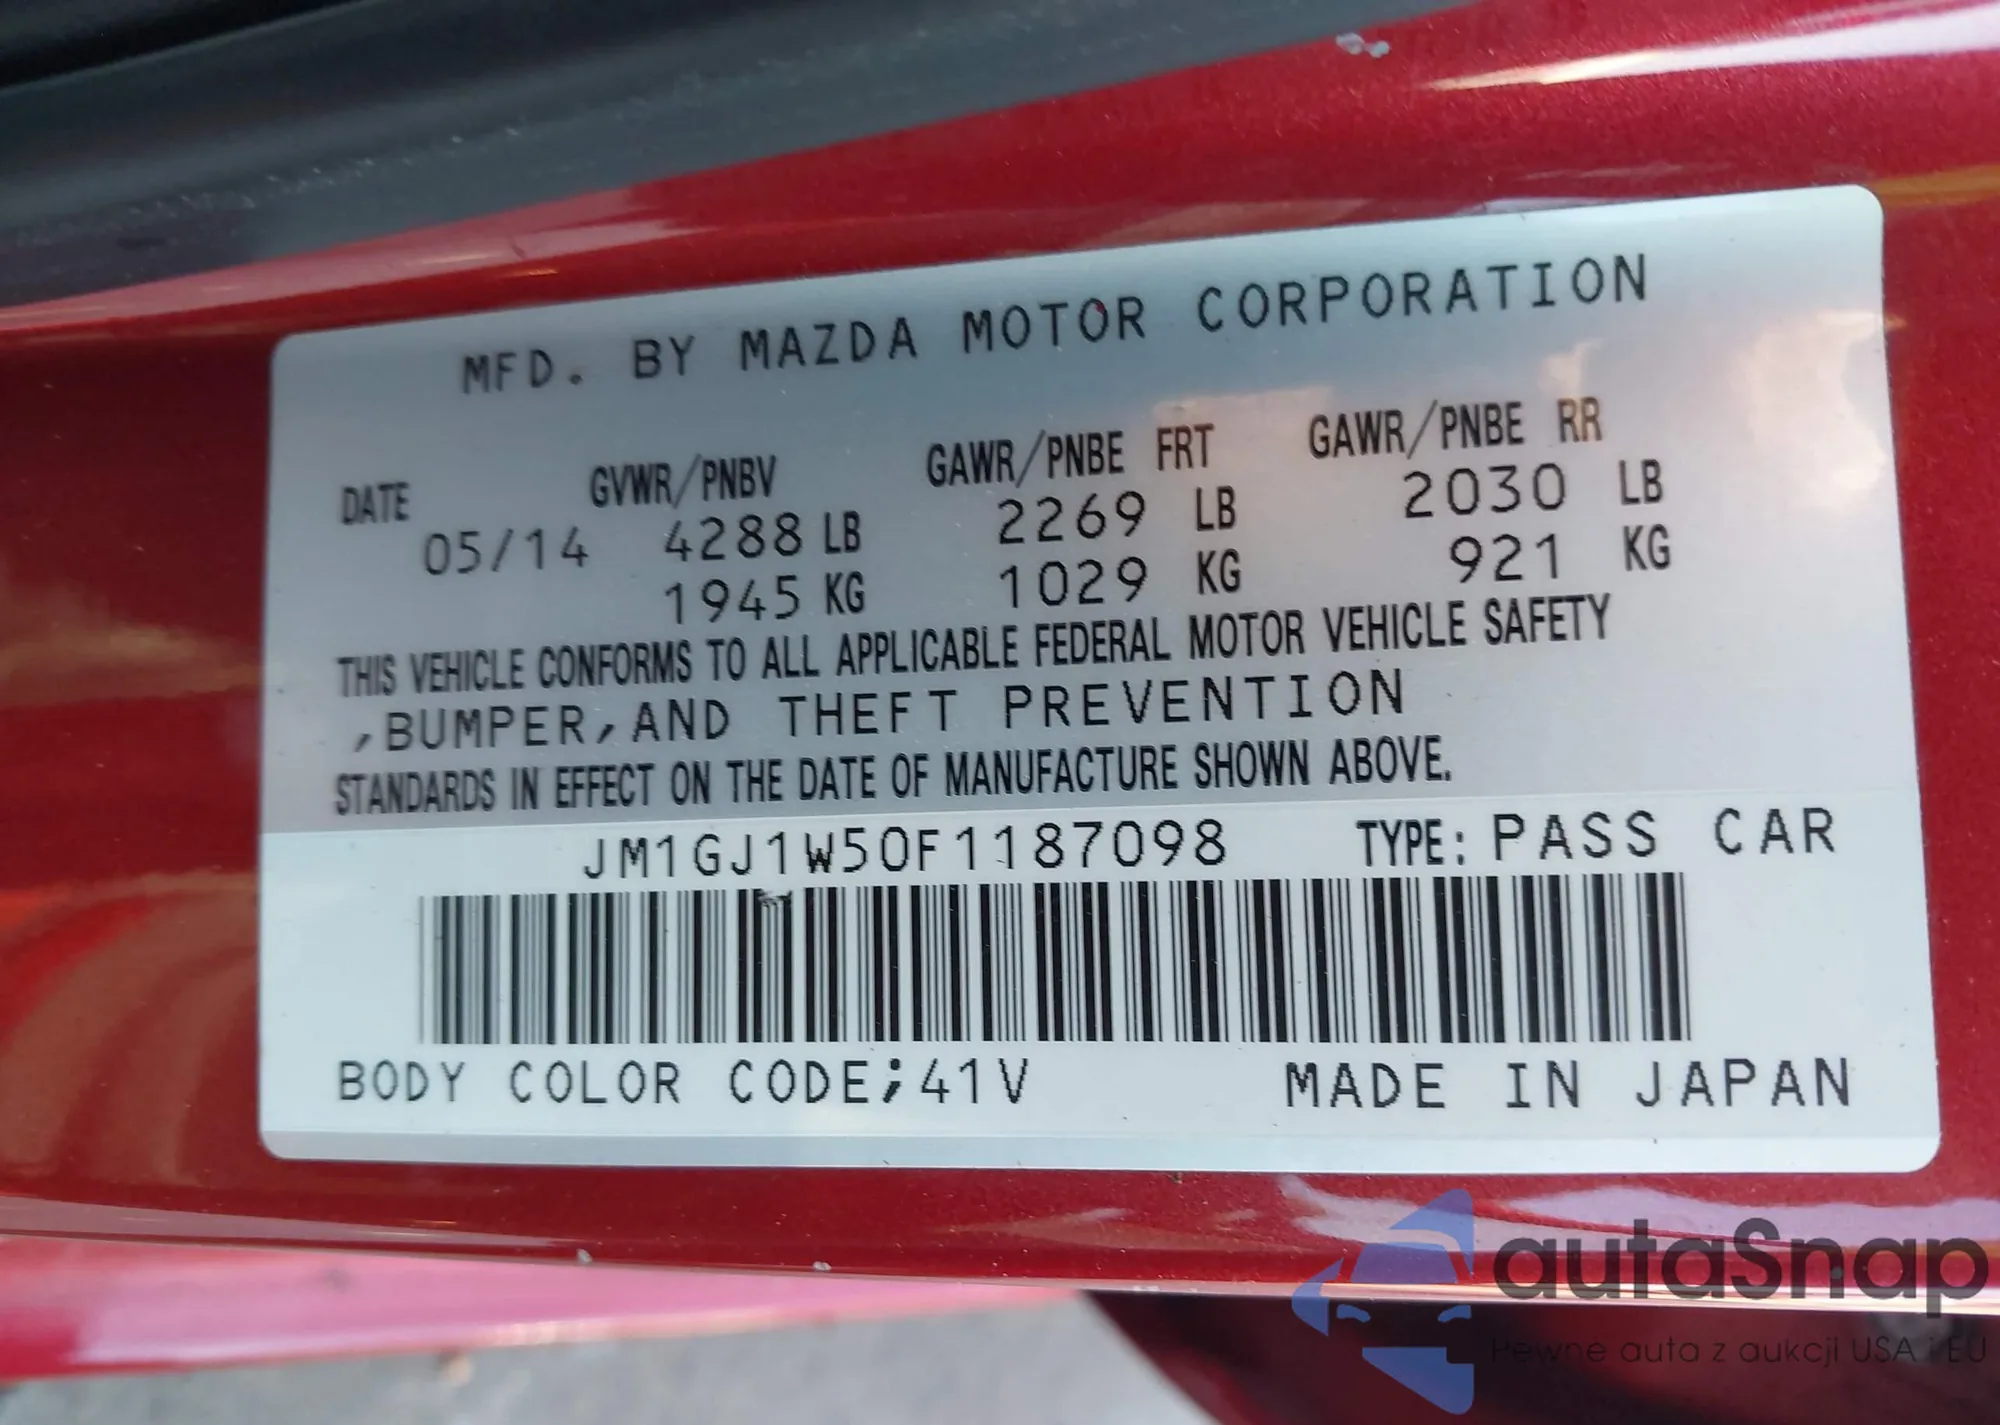 MFD. BY MAZDA MOTOR CORPORATION
DATE GVWR/PNBV GAWR/PNBE FRT GAWR/PNBE RR
05/14 4288 LB 2269 LB 2030 LB
1945 KG 1029 KG 921 KG
THIS VEHICLE CONFORMS TO ALL APPLICABLE FEDERAL MOTOR VEHICLE SAFETY
,BUMPER,AND THEFT PREVENTION
STANDARDS IN EFFECT ON THE DATE OF MANUFACTURE SHOWN ABOVE.
JM1GJ1W50F1187098 TYPE: PASS CAR
BODY COLOR CODE;41V MADE IN JAPAN
autaSnap
Pewne auta z aukcji USA i EU